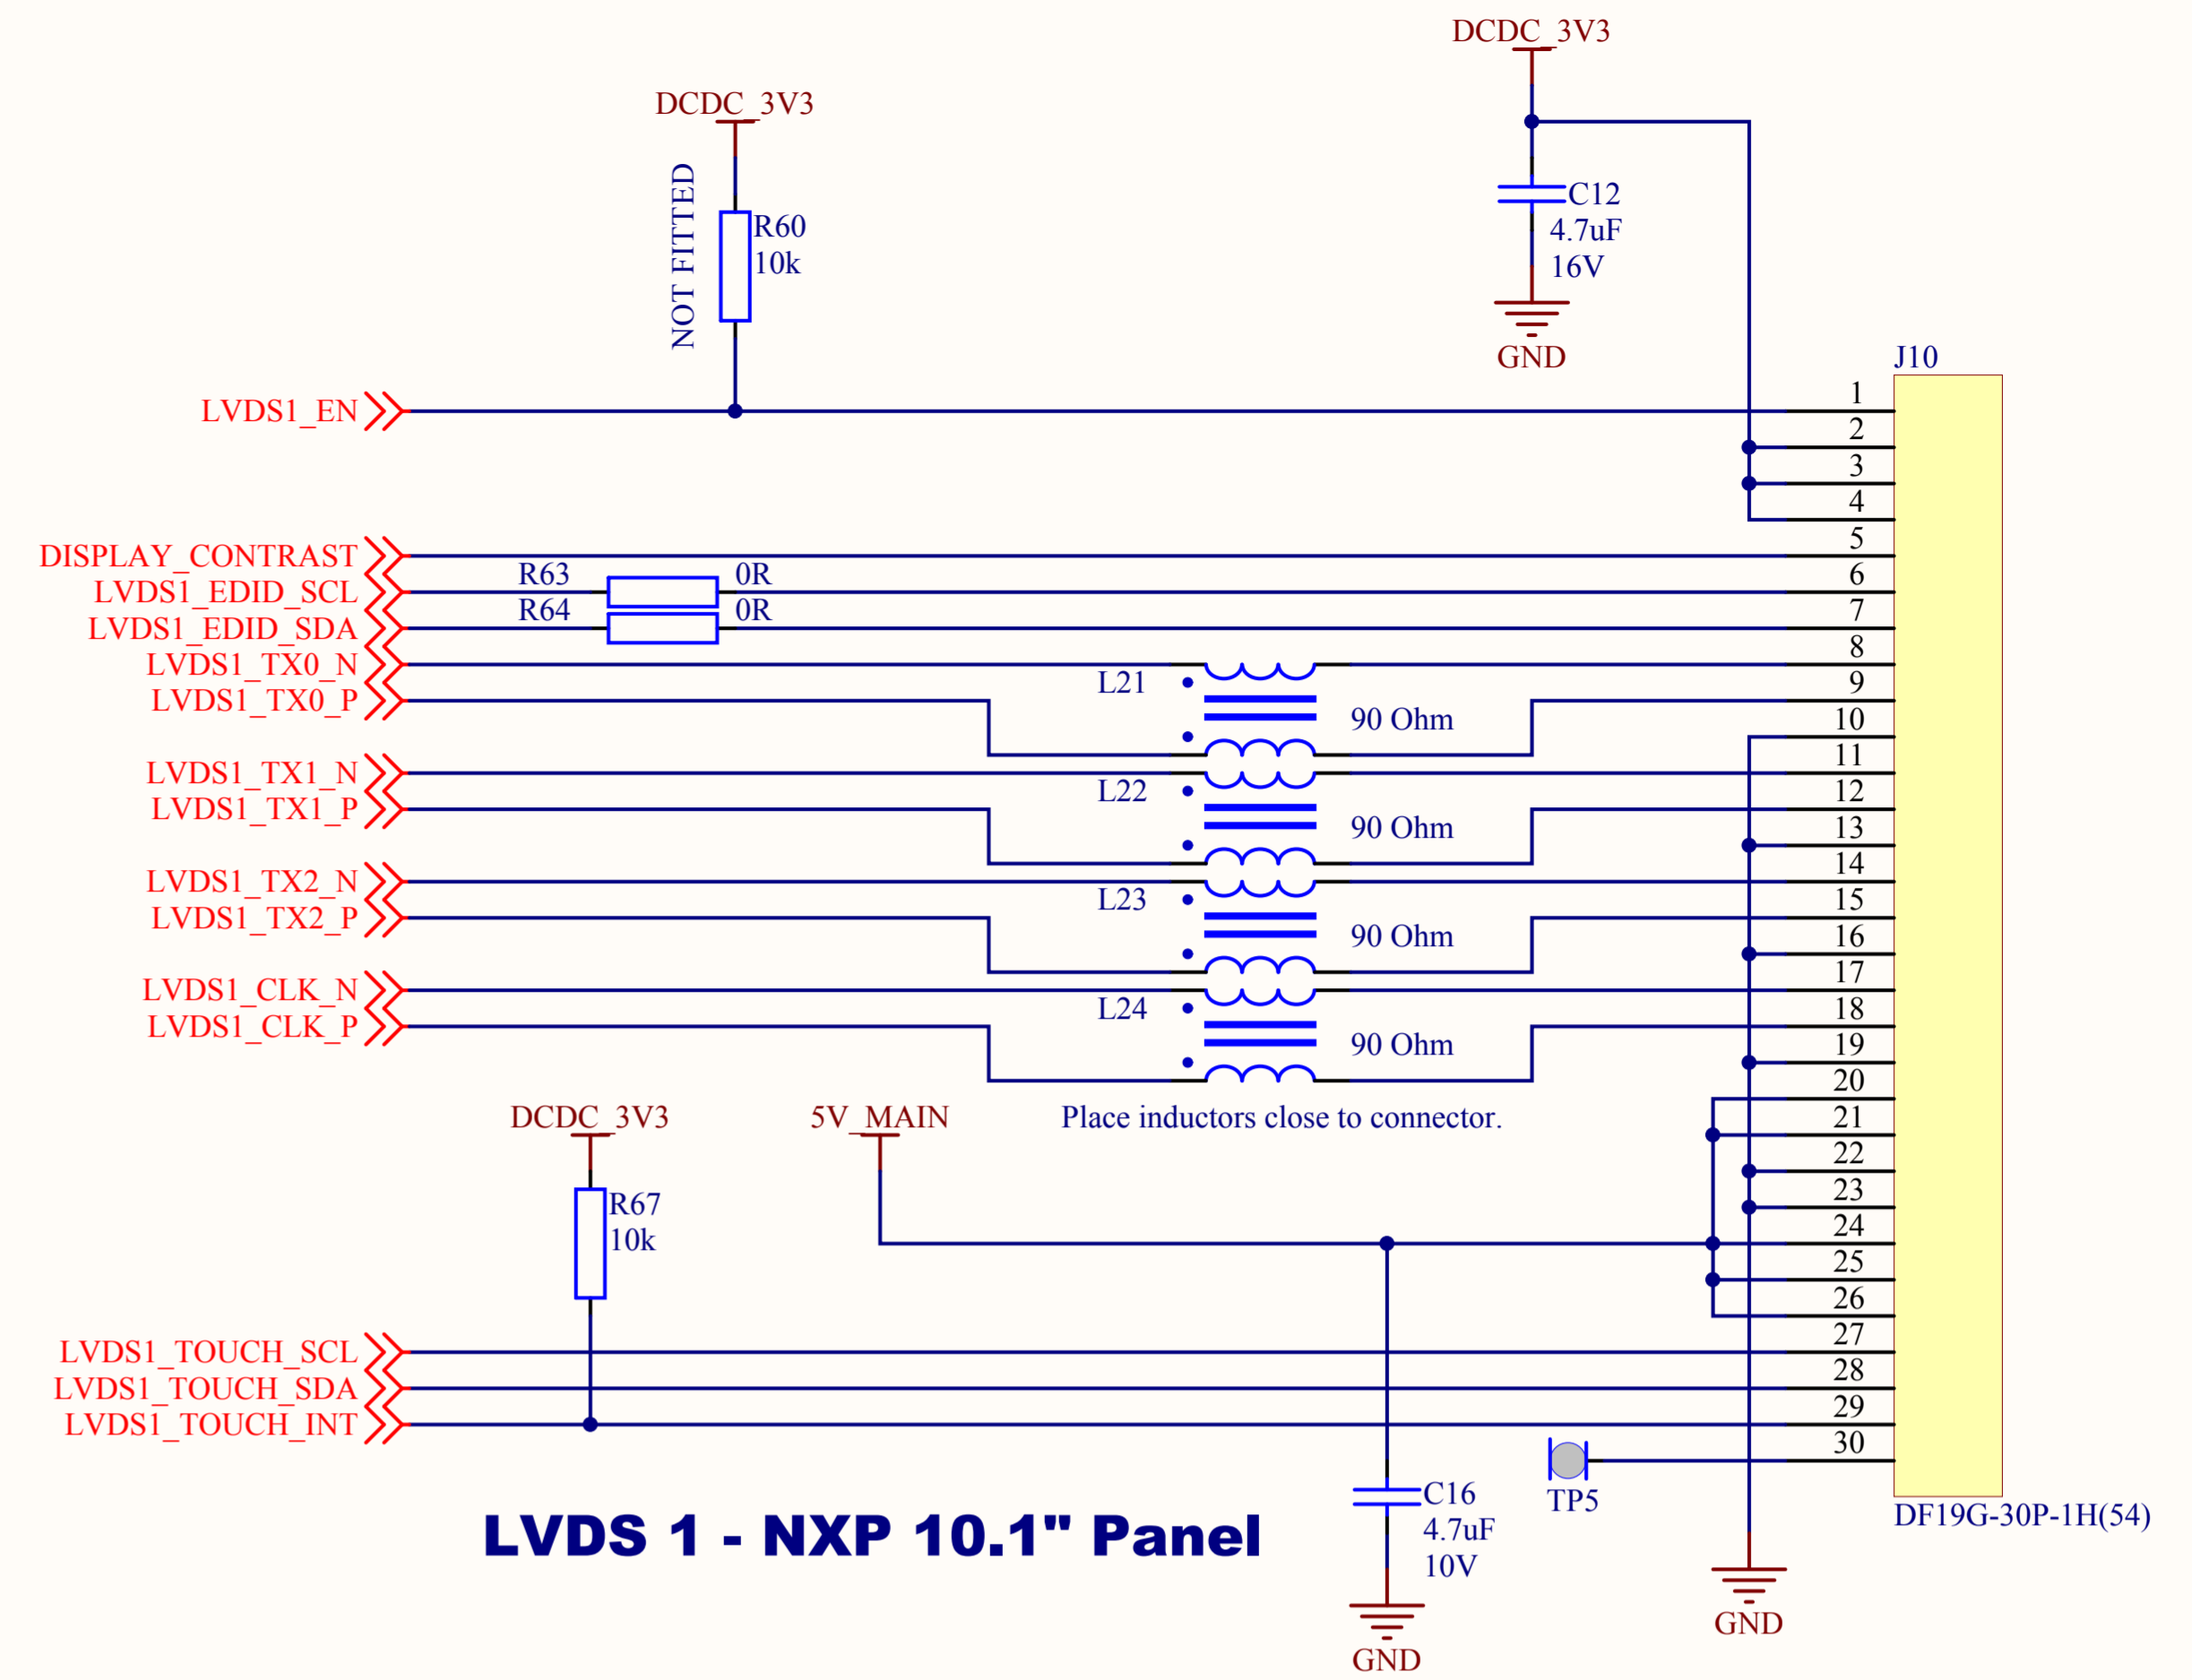 DCDC_3V3
DCDC_3V3
NOT FITTED
R60
10k
C12
4.7uF
16V
GND
J10
LVDS1_EN
1
2
3
4
DISPLAY_CONTRAST
5
LVDS1_EDID_SCL
R63
0R
6
LVDS1_EDID_SDA
R64
0R
7
LVDS1_TX0_N
8
LVDS1_TX0_P
L21
90 Ohm
9
10
LVDS1_TX1_N
11
LVDS1_TX1_P
L22
90 Ohm
12
13
LVDS1_TX2_N
14
LVDS1_TX2_P
L23
90 Ohm
15
16
LVDS1_CLK_N
17
LVDS1_CLK_P
L24
90 Ohm
18
19
20
DCDC_3V3
5V_MAIN
Place inductors close to connector.
21
22
R67
10k
23
24
25
26
LVDS1_TOUCH_SCL
27
LVDS1_TOUCH_SDA
28
LVDS1_TOUCH_INT
29
30
TP5
C16
4.7uF
10V
GND
DF19G-30P-1H(54)
GND
LVDS 1 - NXP 10.1" Panel